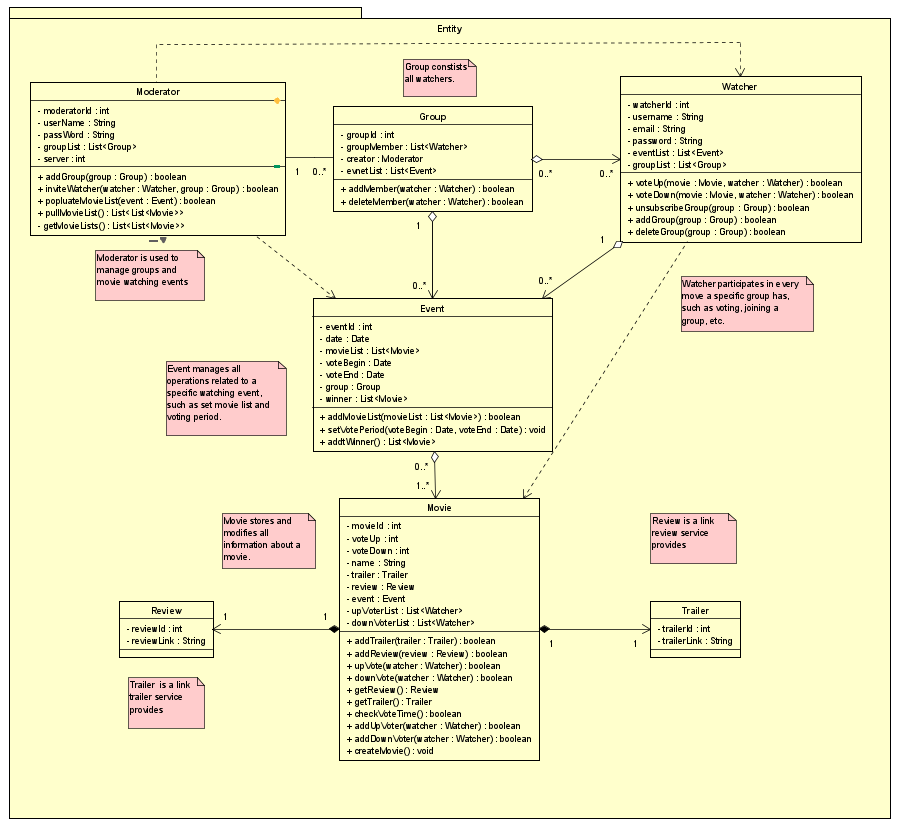 Entity
Group constists
all watchers.
Moderator
- moderatorId : int
- userName : String
- passWord : String
- groupList : List<Group>
- server : int
+ addGroup(group : Group) : boolean
+ inviteWatcher(watcher : Watcher, group : Group) : boolean
+ popluateMovieList(event : Event) : boolean
+ pullMovieList() : List<List<Movie>>
- getMovieLists() : List<List<Movie>>
1
0..*
Group
- groupId : int
- groupMember : List<Watcher>
- creator : Moderator
- evnetList : List<Event>
+ addMember(watcher : Watcher) : boolean
+ deleteMember(watcher : Watcher) : boolean
0..*
0..*
Watcher
- watcherId : int
- username : String
- email : String
- password : String
- eventList : List<Event>
- groupList : List<Group>
+ voteUp(movie : Movie, watcher : Watcher) : boolean
+ voteDown(movie : Movie, watcher : Watcher) : boolean
+ unsubscribeGroup(group : Group) : boolean
+ addGroup(group : Group) : boolean
+ deleteGroup(group : Group) : boolean
1
1
0..*
0..*
Moderator is used to
manage groups and
movie watching events
Watcher participates in every
move a specific group has,
such as voting, joining a
group, etc.
Event
- eventId : int
- date : Date
- movieList : List<Movie>
- voteBegin : Date
- voteEnd : Date
- group : Group
- winner : List<Movie>
+ addMovieList(movieList : List<Movie>) : boolean
+ setVotePeriod(voteBegin : Date, voteEnd : Date) : void
+ addtWinner() : List<Movie>
Event manages all
operations related to a
specific watching event,
such as set movie list and
voting period.
0..*
1..*
Movie
- movieId : int
- voteUp : int
- voteDown : int
- name : String
- trailer : Trailer
- review : Review
- event : Event
- upVoterList : List<Watcher>
- downVoterList : List<Watcher>
+ addTrailer(trailer : Trailer) : boolean
+ addReview(review : Review) : boolean
+ upVote(watcher : Watcher) : boolean
+ downVote(watcher : Watcher) : boolean
+ getReview() : Review
+ getTrailer() : Trailer
+ checkVoteTime() : boolean
+ addUpVoter(watcher : Watcher) : boolean
+ addDownVoter(watcher : Watcher) : boolean
+ createMovie() : void
Movie stores and
modifies all
information about a
movie.
Review is a link
review service
provides
Review
- reviewId : int
- reviewLink : String
1
1
Trailer
- trailerId : int
- trailerLink : String
1
1
Trailer is a link
trailer service
provides